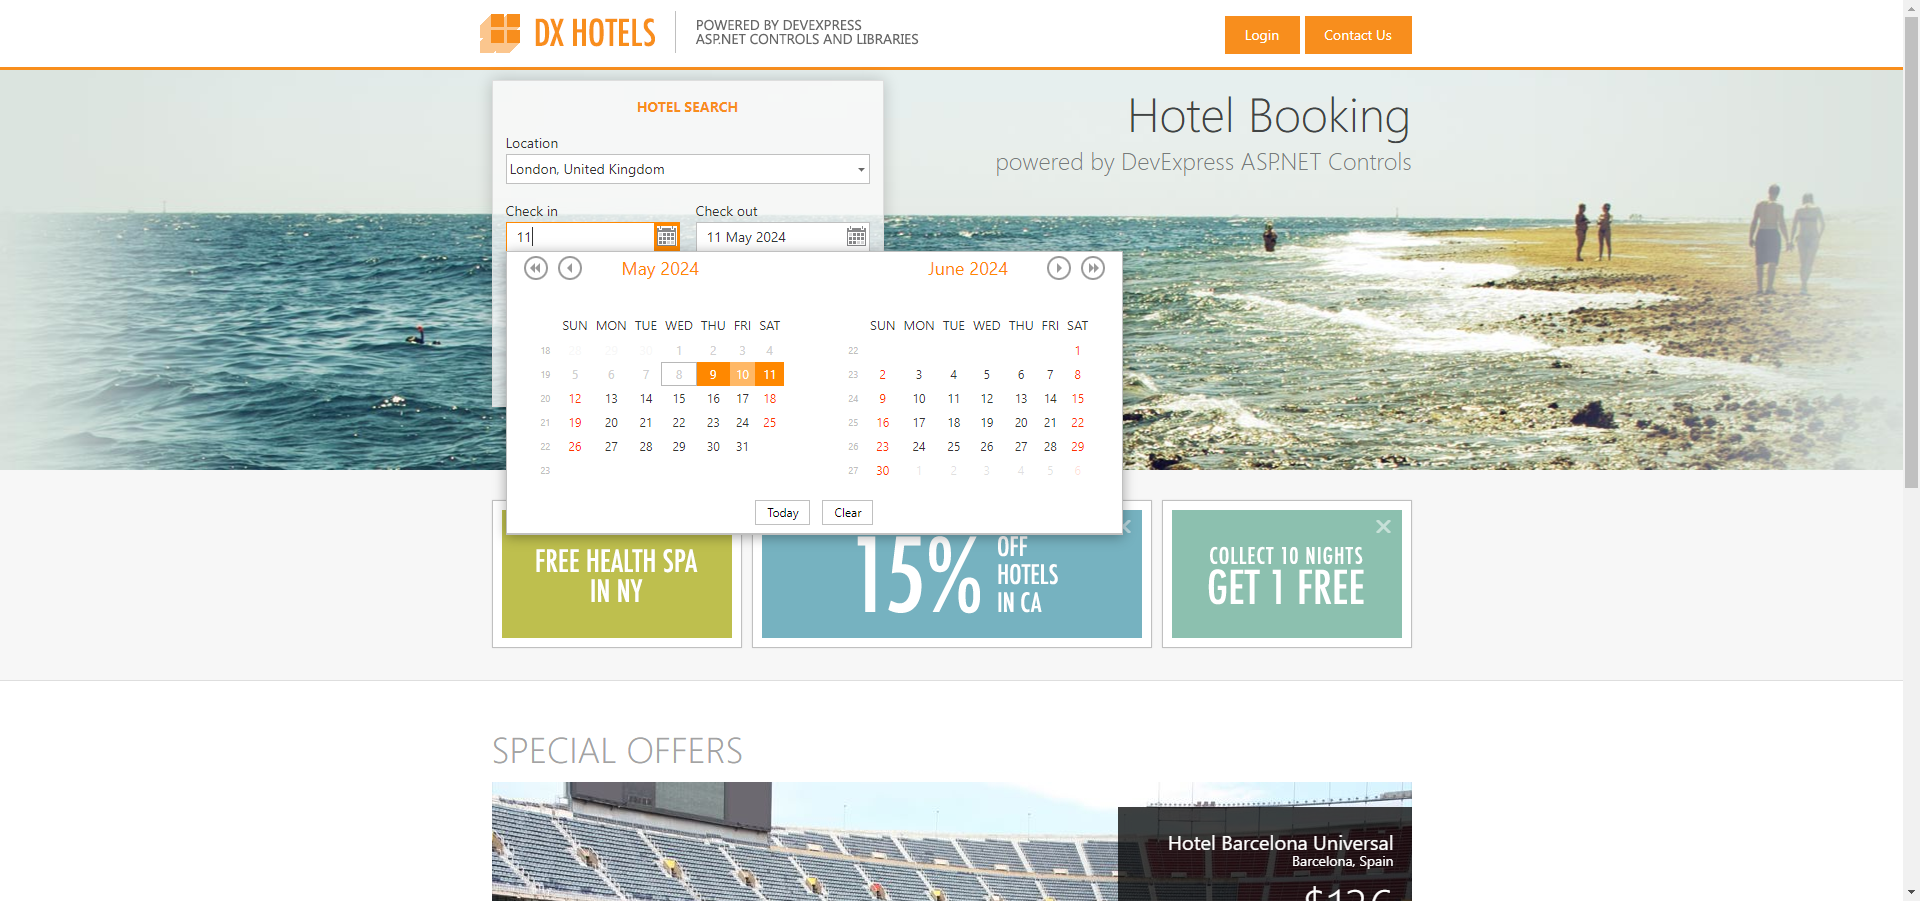 DX HOTELS
POWERED BY DEVEXPRESS
ASP.NET CONTROLS AND LIBRARIES
Login
Contact Us
HOTEL SEARCH
Location
London, United Kingdom
Check in
Check out
11
11 May 2024
Hotel Booking
powered by DevExpress ASP.NET Controls
May 2024
SUN MON TUE WED THU FRI SAT
18 28 29 30 1 2 3 4
19 5 6 7 8 9 10 11
20 12 13 14 15 16 17 18
21 19 20 21 22 23 24 25
22 26 27 28 29 30 31
23
June 2024
SUN MON TUE WED THU FRI SAT
22 1
23 2 3 4 5 6 7 8
24 9 10 11 12 13 14 15
25 16 17 18 19 20 21 22
26 23 24 25 26 27 28 29
27 30 1 2 3 4 5 6
Today
Clear
FREE HEALTH SPA
IN NY
15%
OFF
HOTELS
IN CA
COLLECT 10 NIGHTS
GET 1 FREE
SPECIAL OFFERS
Hotel Barcelona Universal
Barcelona, Spain